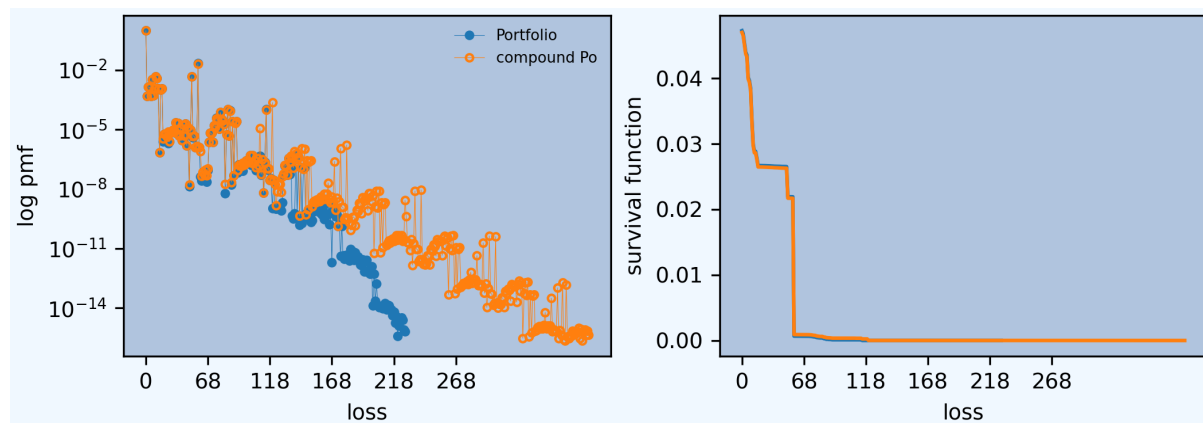 log pmf
10⁻²
10⁻⁵
10⁻⁸
10⁻¹¹
10⁻¹⁴
Portfolio
compound Po
0 68 118 168 218 268
loss
survival function
0.04
0.03
0.02
0.01
0.00
0 68 118 168 218 268
loss